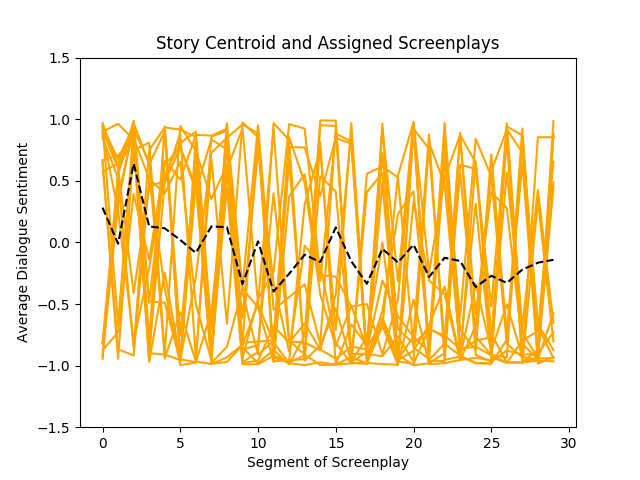 Story Centroid and Assigned Screenplays
1.5
1.0
0.5
0.0
−0.5
−1.0
−1.5
Average Dialogue Sentiment
0 5 10 15 20 25 30
Segment of Screenplay